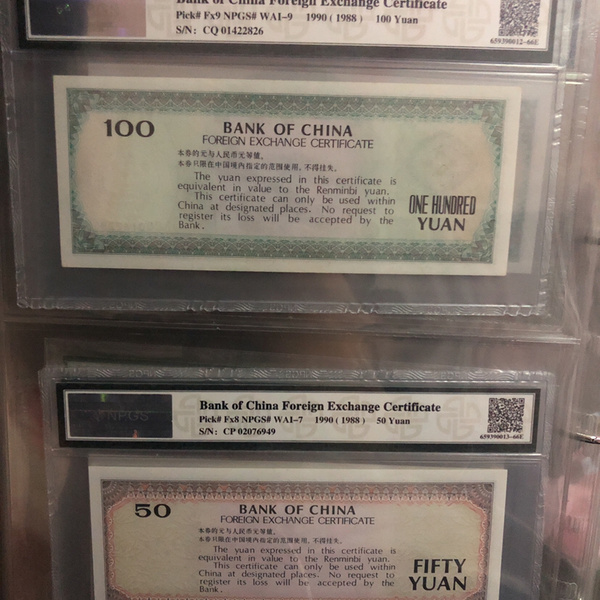 Bank of China Foreign Exchange Certificate
Pick# Fx9 NPGS# WAI-9 1990 ( 1988 ) 100 Yuan
S/N: CQ 01422826
659390012-66E
100
BANK OF CHINA
FOREIGN EXCHANGE CERTIFICATE
本券的元与人民币元等值。
本券只限在中国境内指定的范围使用,不得挂失。
The yuan expressed in this certificate is
equivalent in value to the Renminbi yuan.
This certificate can only be used within
China at designated places. No request to
register its loss will be accepted by the
Bank.
ONE HUNDRED
YUAN
NPGS
Bank of China Foreign Exchange Certificate
Pick# Fx8 NPGS# WAI-7 1990 ( 1988 ) 50 Yuan
S/N: CP 02076949
659390013-66E
50
BANK OF CHINA
FOREIGN EXCHANGE CERTIFICATE
本券的元与人民币元等值。
本券只限在中国境内指定的范围使用,不得挂失。
The yuan expressed in this certificate is
equivalent in value to the Renminbi yuan.
This certificate can only be used within
China at designated places. No request to
register its loss will be accepted by the
Bank.
FIFTY
YUAN